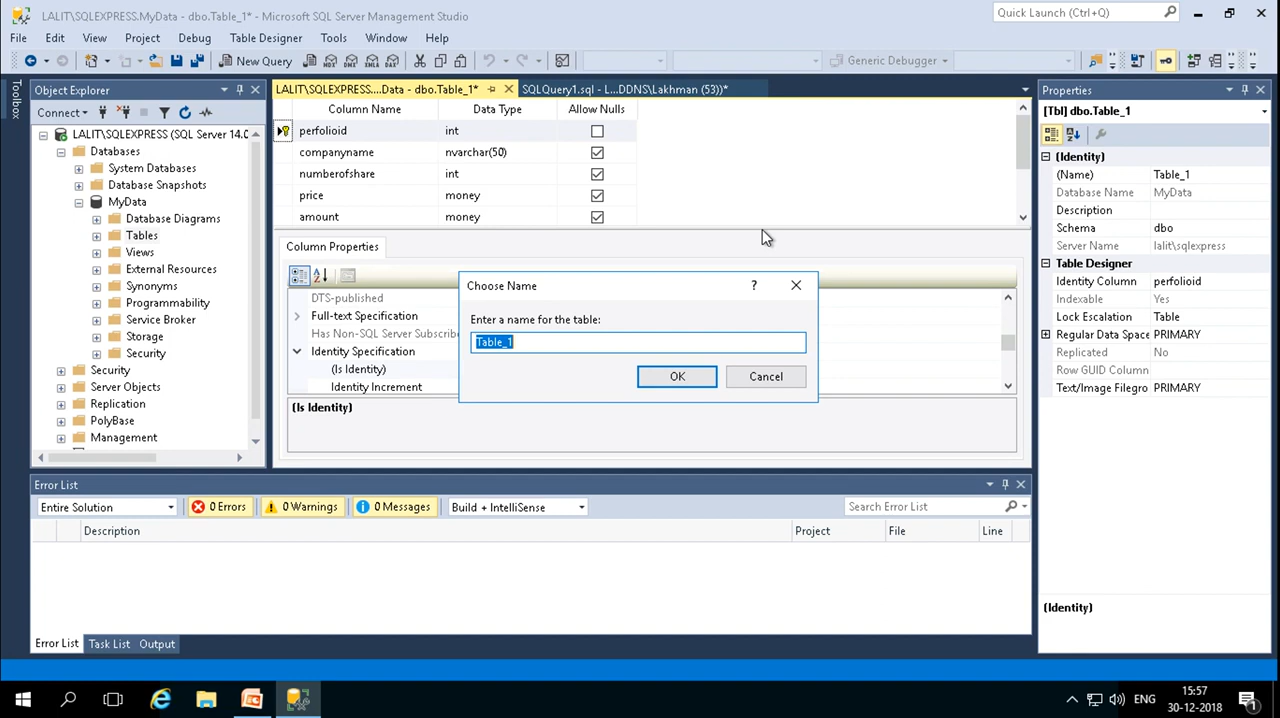 LALIT\SQLEXPRESS.MyData - dbo.Table_1* - Microsoft SQL Server Management Studio
Quick Launch (Ctrl+Q)
File Edit View Project Debug Table Designer Tools Window Help
New Query
MDX DMX XMLA DAX
Generic Debugger
Toolbox
Object Explorer
Connect
LALIT\SQLEXPRESS (SQL Server 14.0
Databases
System Databases
Database Snapshots
MyData
Database Diagrams
Tables
Views
External Resources
Synonyms
Programmability
Service Broker
Storage
Security
Security
Server Objects
Replication
PolyBase
Management
LALIT\SQLEXPRESS....Data - dbo.Table_1*
SQLQuery1.sql - L...DDNS\Lakhman (53))*
Column Name Data Type Allow Nulls
perfolioid int
companyname nvarchar(50)
numberofshare int
price money
amount money
Column Properties
DTS-published
Full-text Specification
Has Non-SQL Server Subscribe
Identity Specification
(Is Identity)
Identity Increment
(Is Identity)
Choose Name
?
Enter a name for the table:
Table_1
OK
Cancel
Properties
[Tbl] dbo.Table_1
(Identity)
(Name) Table_1
Database Name MyData
Description
Schema dbo
Server Name lalit\sqlexpress
Table Designer
Identity Column perfolioid
Indexable Yes
Lock Escalation Table
Regular Data Space PRIMARY
Replicated No
Row GUID Column
Text/Image Filegro PRIMARY
(Identity)
Error List
Entire Solution
0 Errors
0 Warnings
0 Messages
Build + IntelliSense
Search Error List
Description Project File Line
Error List Task List Output
ENG
15:57
30-12-2018
1